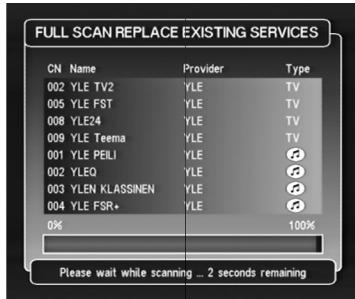 FULL SCAN REPLACE EXISTING SERVICES
CN Name Provider Type
002 YLE TV2 YLE TV
005 YLE FST YLE TV
008 YLE24 YLE TV
009 YLE Teema YLE TV
001 YLE PEILI YLE
002 YLEQ YLE
003 YLEN KLASSINEN YLE
004 YLE FSR+ YLE
0% 100%
Please wait while scanning ... 2 seconds remaining